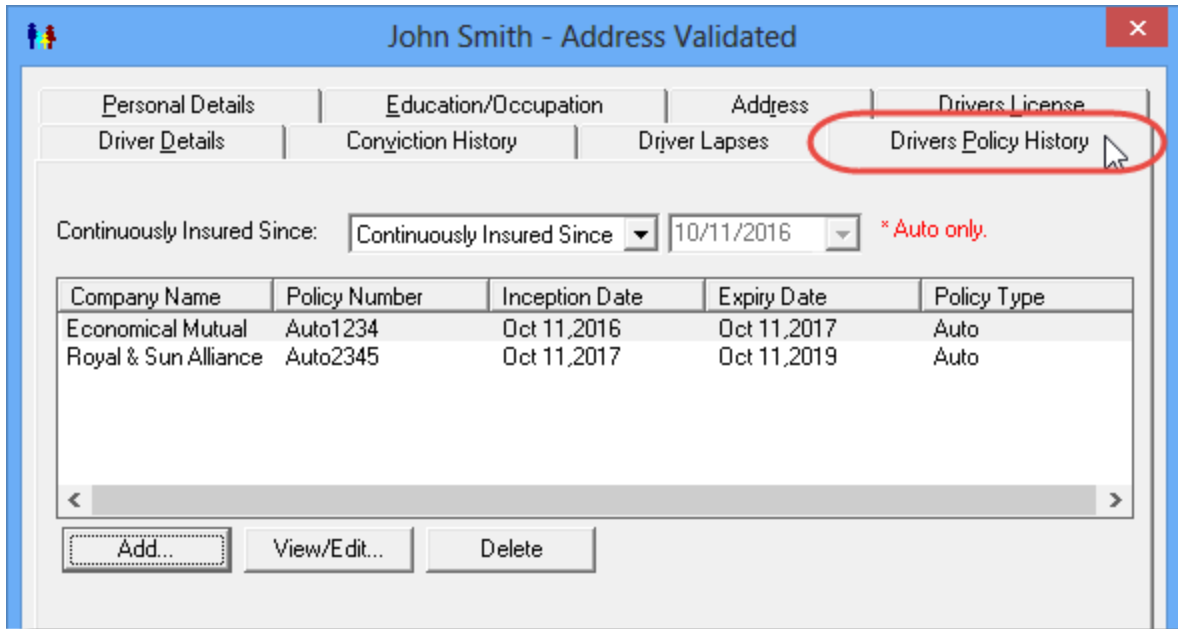 John Smith - Address Validated
Personal Details Education/Occupation Address Drivers License
Driver Details Conviction History Driver Lapses Drivers Policy History
Continuously Insured Since: Continuously Insured Since 10/11/2016 * Auto only.
Company Name Policy Number Inception Date Expiry Date Policy Type
Economical Mutual Auto1234 Oct 11,2016 Oct 11,2017 Auto
Royal & Sun Alliance Auto2345 Oct 11,2017 Oct 11,2019 Auto
Add... View/Edit... Delete